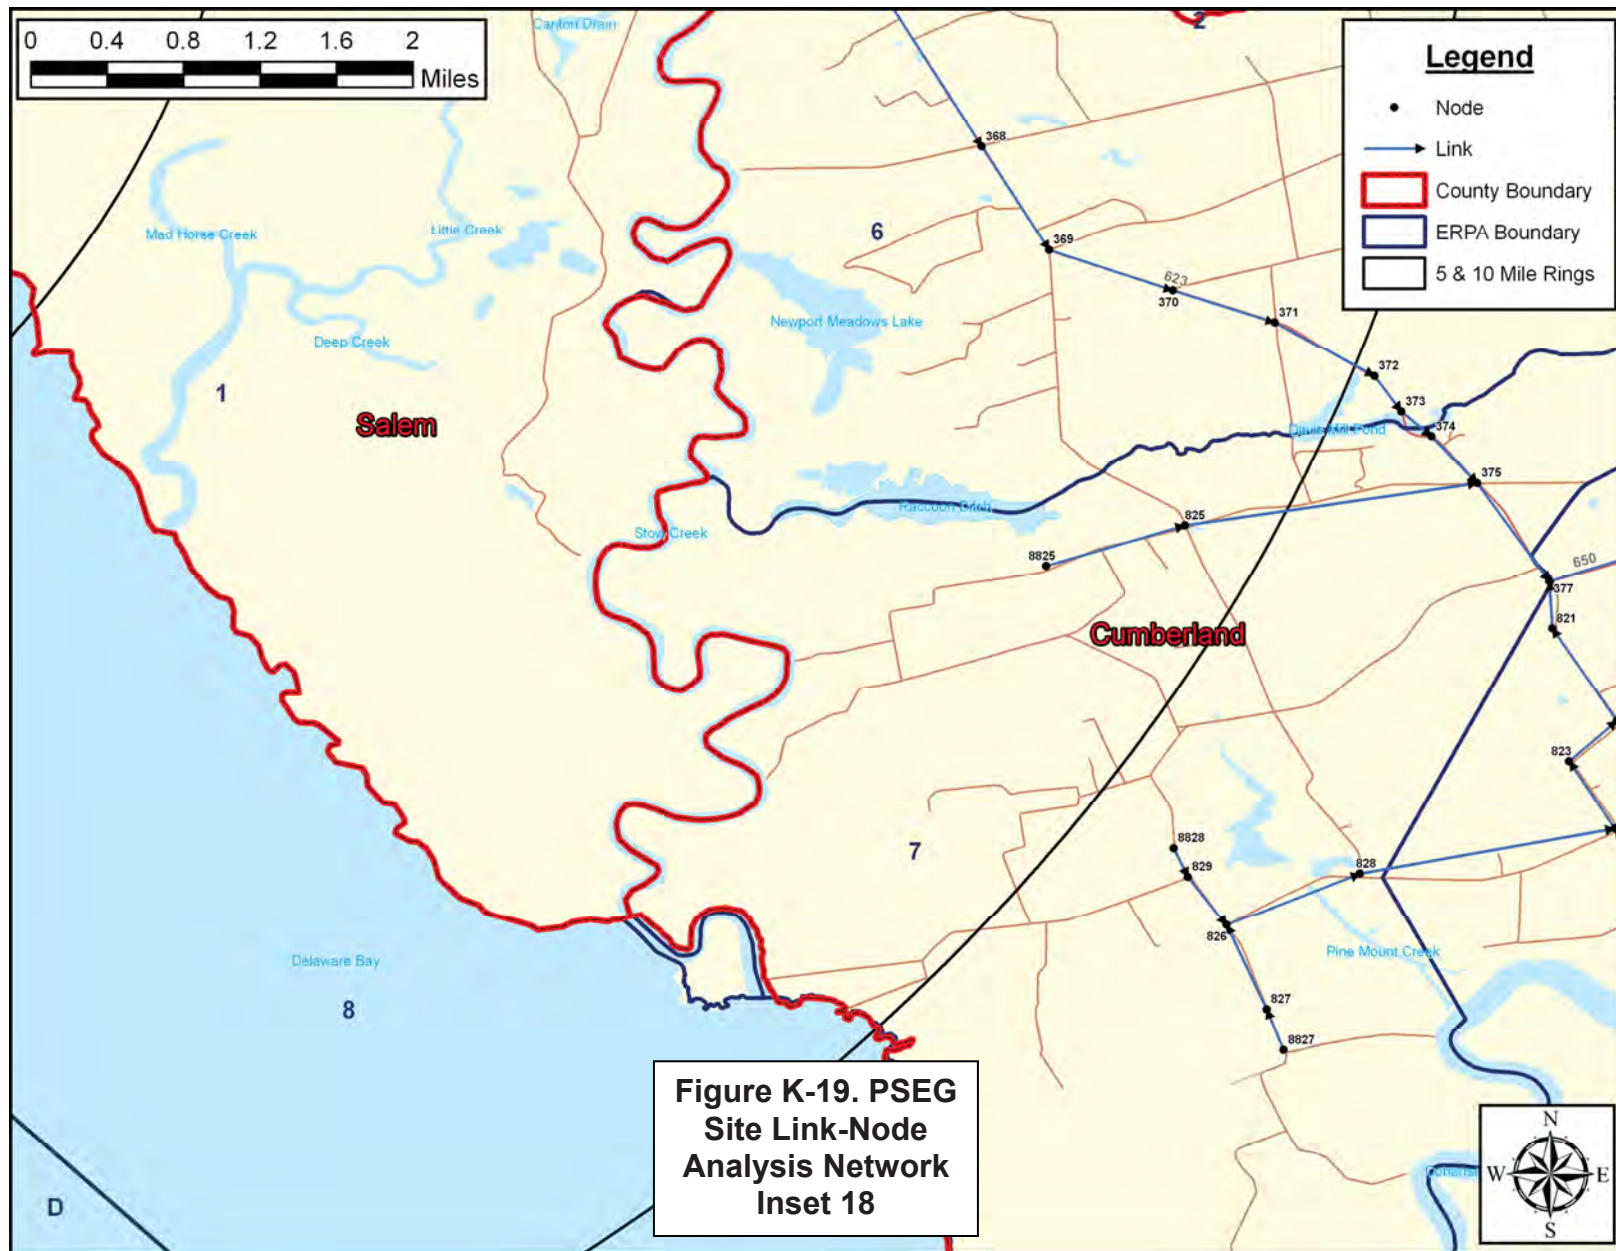 0 0.4 0.8 1.2 1.6 2
Miles
Canton Drain
2
Legend
Node
Link
County Boundary
ERPA Boundary
5 & 10 Mile Rings
368
Mad Horse Creek
Little Creek
6
369
623
370
371
Newport Meadows Lake
Deep Creek
372
1
Salem
373
Davis Mill Pond
374
375
Raccoon Ditch
825
Stow Creek
8825
650
377
821
Cumberland
823
8828
7
829
828
826
Pine Mount Creek
Delaware Bay
8
827
8827
Figure K-19. PSEG
Site Link-Node
Analysis Network
Inset 18
N
W E
S
D